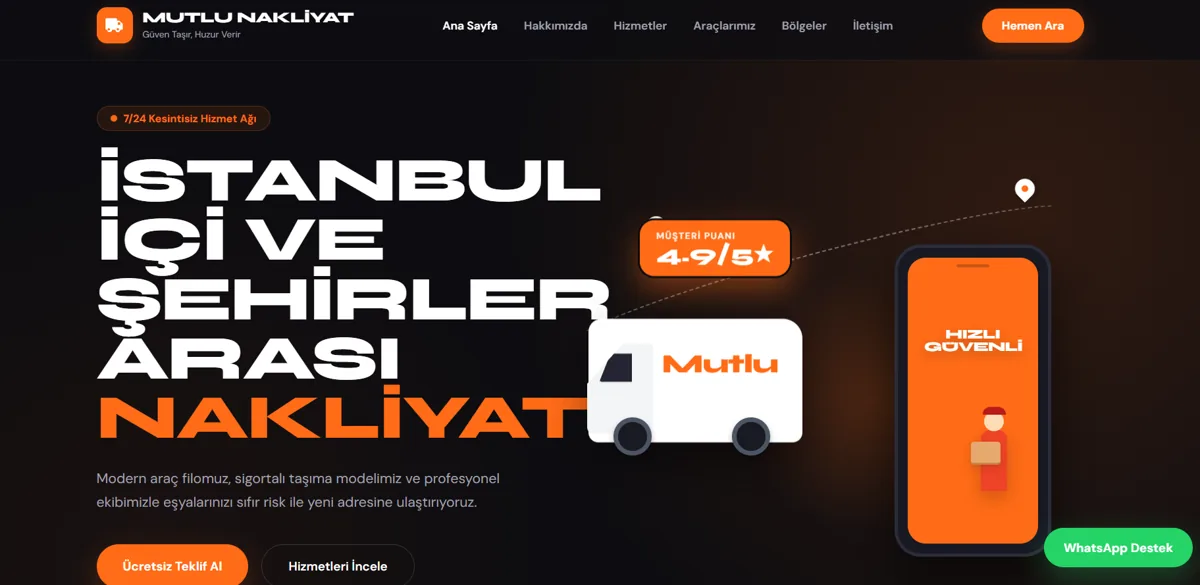 MUTLU NAKLİYAT
Güven Taşır, Huzur Verir
Ana Sayfa
Hakkımızda
Hizmetler
Araçlarımız
Bölgeler
İletişim
Hemen Ara
7/24 Kesintisiz Hizmet Ağı
İSTANBUL
İÇİ VE
ŞEHİRLER
ARASI
NAKLİYAT
Modern araç filomuz, sigortalı taşıma modelimiz ve profesyonel
ekibimizle eşyalarınızı sıfır risk ile yeni adresine ulaştırıyoruz.
Ücretsiz Teklif Al
Hizmetleri İncele
MÜŞTERİ PUANI
4.9/5★
Mutlu
HIZLI
GÜVENLİ
WhatsApp Destek